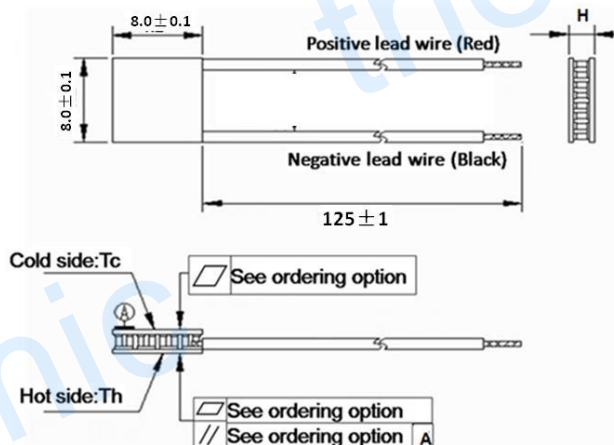 8.0±0.1
H
Positive lead wire (Red)
8.0±0.1
Negative lead wire (Black)
125±1
Cold side:Tc
See ordering option
A
Hot side:Th
See ordering option
// See ordering option A